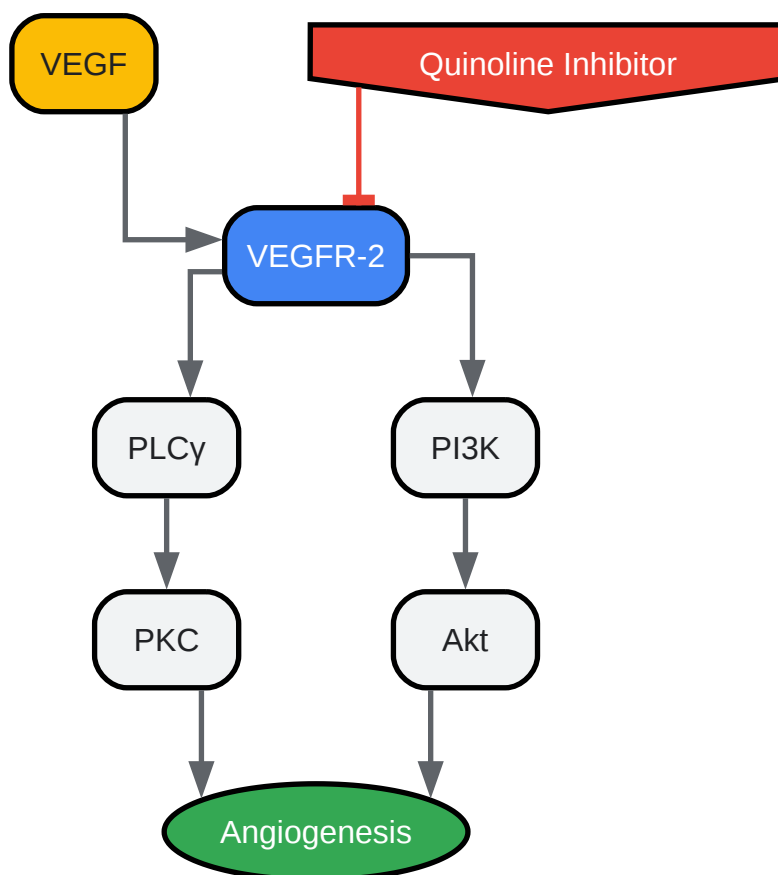 VEGF
Quinoline Inhibitor
VEGFR-2
PLCγ
PI3K
PKC
Akt
Angiogenesis